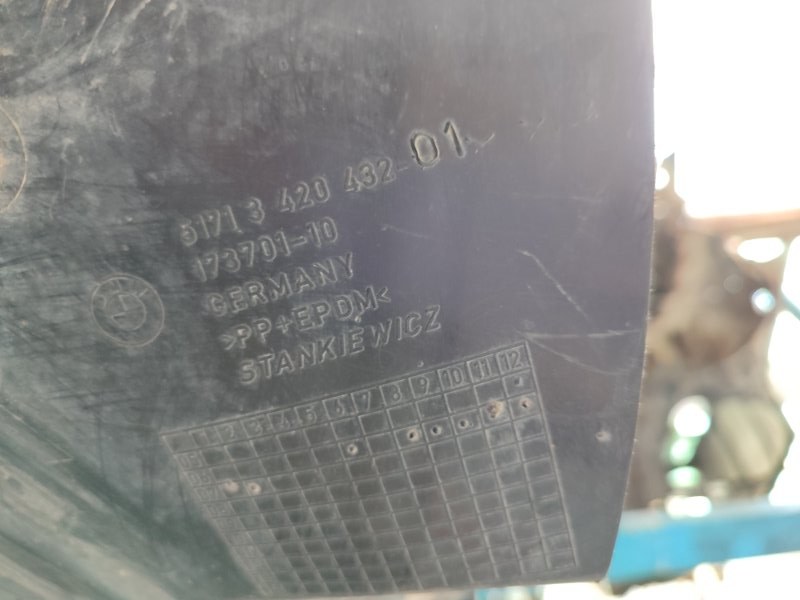 5171 3 420 432-01
173701-10
GERMANY
>PP+EPDM<
STANKIEWICZ
1 2 3 4 5 6 7 8 9 10 11 12